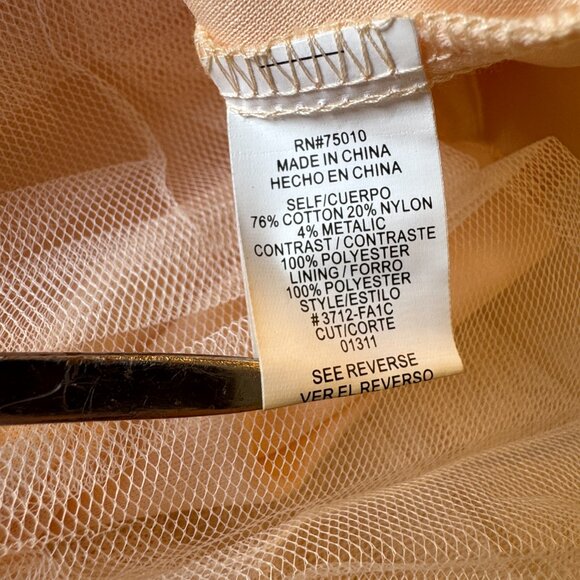 RN#75010
MADE IN CHINA
HECHO EN CHINA
SELF/CUERPO
76% COTTON 20% NYLON
4% METALIC
CONTRAST / CONTRASTE
100% POLYESTER
LINING / FORRO
100% POLYESTER
STYLE/ESTILO
#3712-FA1C
CUT/CORTE
01311
SEE REVERSE
VER EL REVERSO